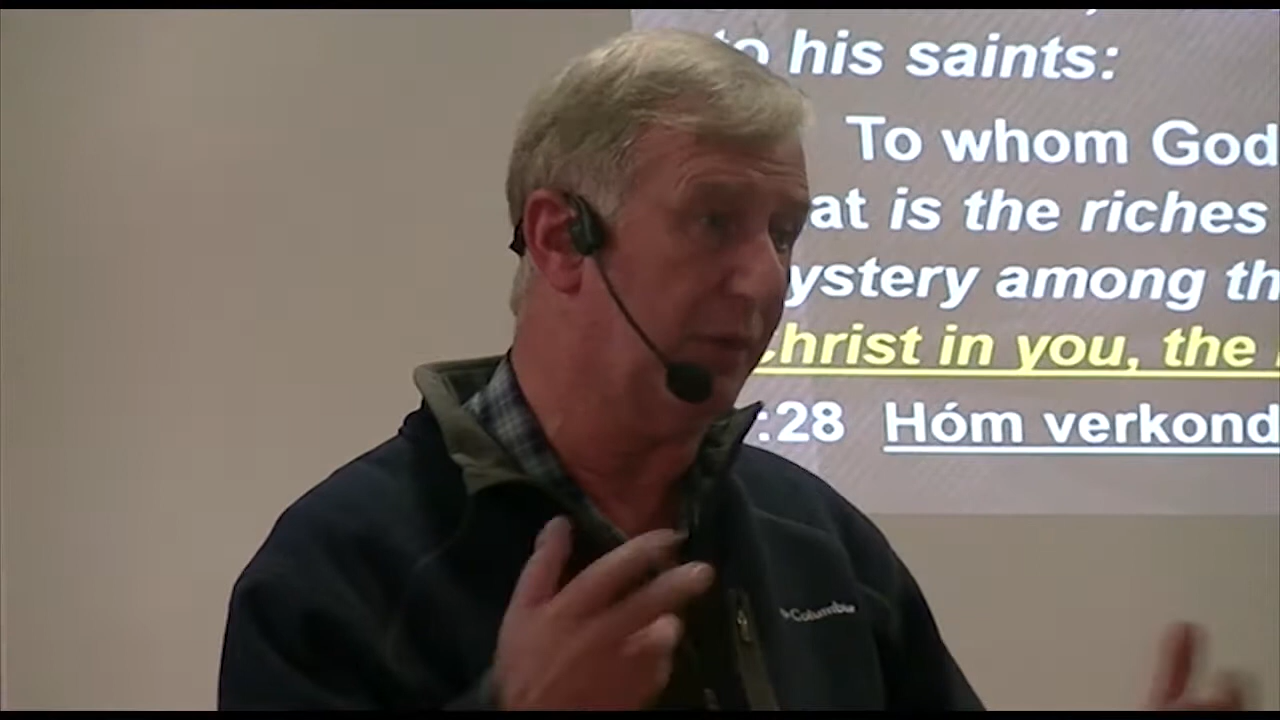 to his saints:
To whom God
at is the riches
ystery among th
Christ in you, the
:28 Hóm verkond
Columbia